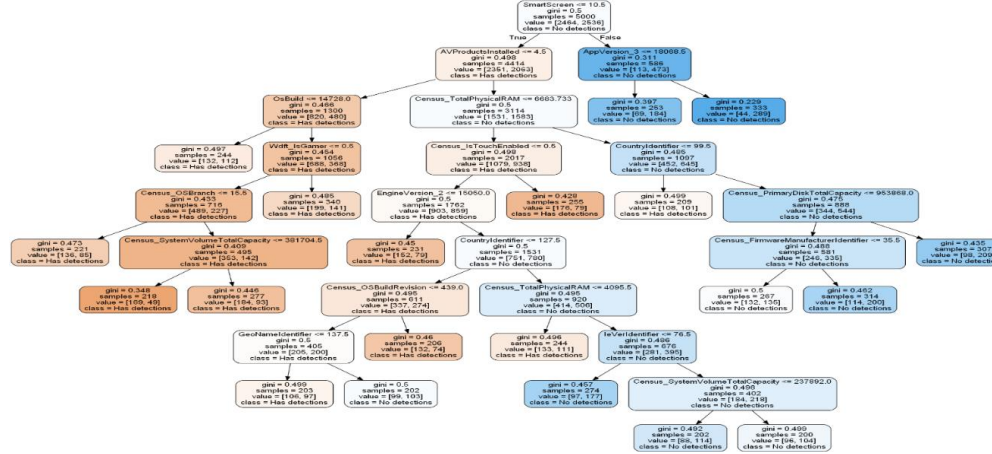 SmartScreen <= 10.5
gini = 0.5
samples = 5000
value = [2464, 2536]
class = No detections
True
False
AVProductsInstalled <= 4.5
gini = 0.498
samples = 4414
value = [2351, 2063]
class = Has detections
AppVersion_3 <= 18068.5
gini = 0.311
samples = 586
value = [113, 473]
class = No detections
OsBuild <= 14728.0
gini = 0.466
samples = 1300
value = [820, 480]
class = Has detections
Census_TotalPhysicalRAM <= 6683.733
gini = 0.5
samples = 3114
value = [1531, 1583]
class = No detections
gini = 0.397
samples = 253
value = [69, 184]
class = No detections
gini = 0.229
samples = 333
value = [44, 289]
class = No detections
gini = 0.497
samples = 244
value = [132, 112]
class = Has detections
Wdft_IsGamer <= 0.5
gini = 0.454
samples = 1056
value = [688, 368]
class = Has detections
Census_IsTouchEnabled <= 0.5
gini = 0.498
samples = 2017
value = [1079, 938]
class = Has detections
CountryIdentifier <= 99.5
gini = 0.485
samples = 1097
value = [452, 645]
class = No detections
Census_OSBranch <= 15.5
gini = 0.433
samples = 716
value = [489, 227]
class = Has detections
gini = 0.485
samples = 340
value = [199, 141]
class = Has detections
EngineVersion_2 <= 15050.0
gini = 0.5
samples = 1762
value = [903, 859]
class = Has detections
gini = 0.428
samples = 255
value = [176, 79]
class = Has detections
gini = 0.499
samples = 209
value = [108, 101]
class = Has detections
Census_PrimaryDiskTotalCapacity <= 953868.0
gini = 0.475
samples = 888
value = [344, 544]
class = No detections
gini = 0.473
samples = 221
value = [136, 85]
class = Has detections
Census_SystemVolumeTotalCapacity <= 381704.5
gini = 0.409
samples = 495
value = [353, 142]
class = Has detections
gini = 0.45
samples = 231
value = [152, 79]
class = Has detections
CountryIdentifier <= 127.5
gini = 0.5
samples = 1531
value = [751, 780]
class = No detections
Census_FirmwareManufacturerIdentifier <= 35.5
gini = 0.488
samples = 581
value = [246, 335]
class = No detections
gini = 0.435
samples = 307
value = [98, 209]
class = No detections
gini = 0.348
samples = 218
value = [169, 49]
class = Has detections
gini = 0.446
samples = 277
value = [184, 93]
class = Has detections
Census_OSBuildRevision <= 439.0
gini = 0.495
samples = 611
value = [337, 274]
class = Has detections
Census_TotalPhysicalRAM <= 4095.5
gini = 0.495
samples = 920
value = [414, 506]
class = No detections
gini = 0.5
samples = 267
value = [132, 135]
class = No detections
gini = 0.462
samples = 314
value = [114, 200]
class = No detections
GeoNameIdentifier <= 137.5
gini = 0.5
samples = 405
value = [205, 200]
class = Has detections
gini = 0.46
samples = 206
value = [132, 74]
class = Has detections
gini = 0.496
samples = 244
value = [133, 111]
class = Has detections
IeVerIdentifier <= 76.5
gini = 0.486
samples = 676
value = [281, 395]
class = No detections
gini = 0.499
samples = 203
value = [106, 97]
class = Has detections
gini = 0.5
samples = 202
value = [99, 103]
class = No detections
gini = 0.457
samples = 274
value = [97, 177]
class = No detections
Census_SystemVolumeTotalCapacity <= 237892.0
gini = 0.496
samples = 402
value = [184, 218]
class = No detections
gini = 0.492
samples = 202
value = [88, 114]
class = No detections
gini = 0.499
samples = 200
value = [96, 104]
class = No detections